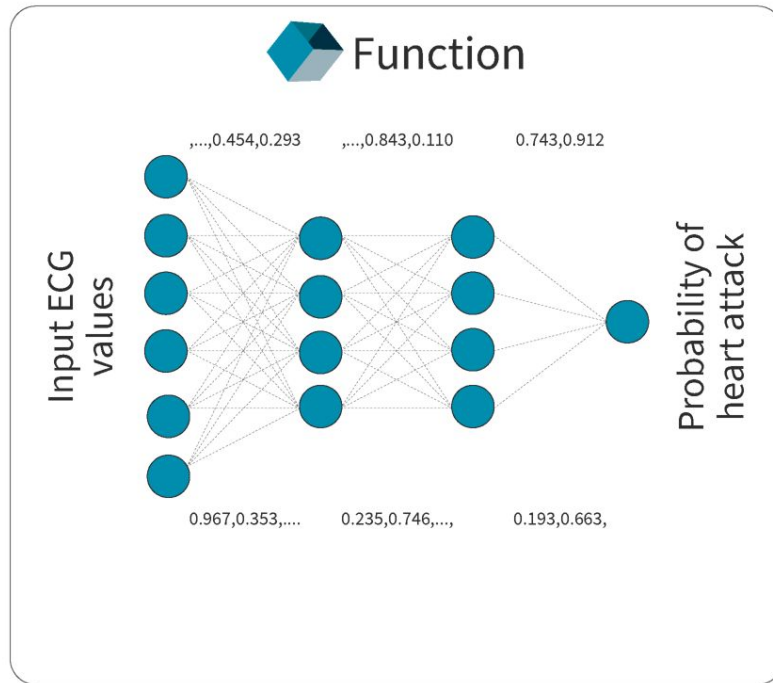 Function
,...,0.454,0.293
,...,0.843,0.110
0.743,0.912
Input ECG
values
Probability of
heart attack
0.967,0.353,....
0.235,0.746,...,
0.193,0.663,